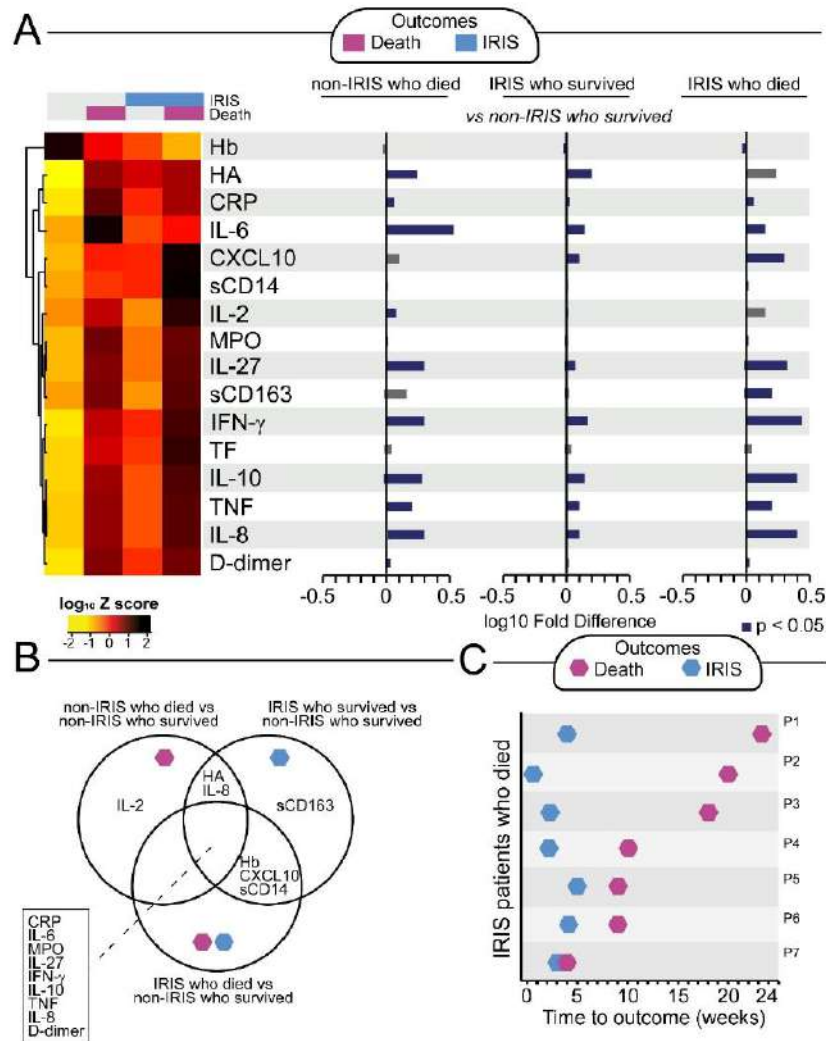 A
Outcomes
Death IRIS
non-IRIS who died
IRIS who survived
IRIS who died
vs non-IRIS who survived
IRIS
Death
Hb
HA
CRP
IL-6
CXCL10
sCD14
IL-2
MPO
IL-27
sCD163
IFN-γ
TF
IL-10
TNF
IL-8
D-dimer
-0.5 0 0.5
-0.5 0 0.5
-0.5 0 0.5
log10 Fold Difference
p < 0.05
log₁₀ Z score
-2 -1 0 1 2
B
non-IRIS who died vs
non-IRIS who survived
IRIS who survived vs
non-IRIS who survived
HA
IL-8
IL-2
sCD163
Hb
CXCL10
sCD14
CRP
IL-6
MPO
IL-27
IFN-γ
IL-10
TNF
IL-8
D-dimer
IRIS who died vs
non-IRIS who survived
C
Outcomes
Death IRIS
IRIS patients who died
P1
P2
P3
P4
P5
P6
P7
0 5 10 15 20 24
Time to outcome (weeks)